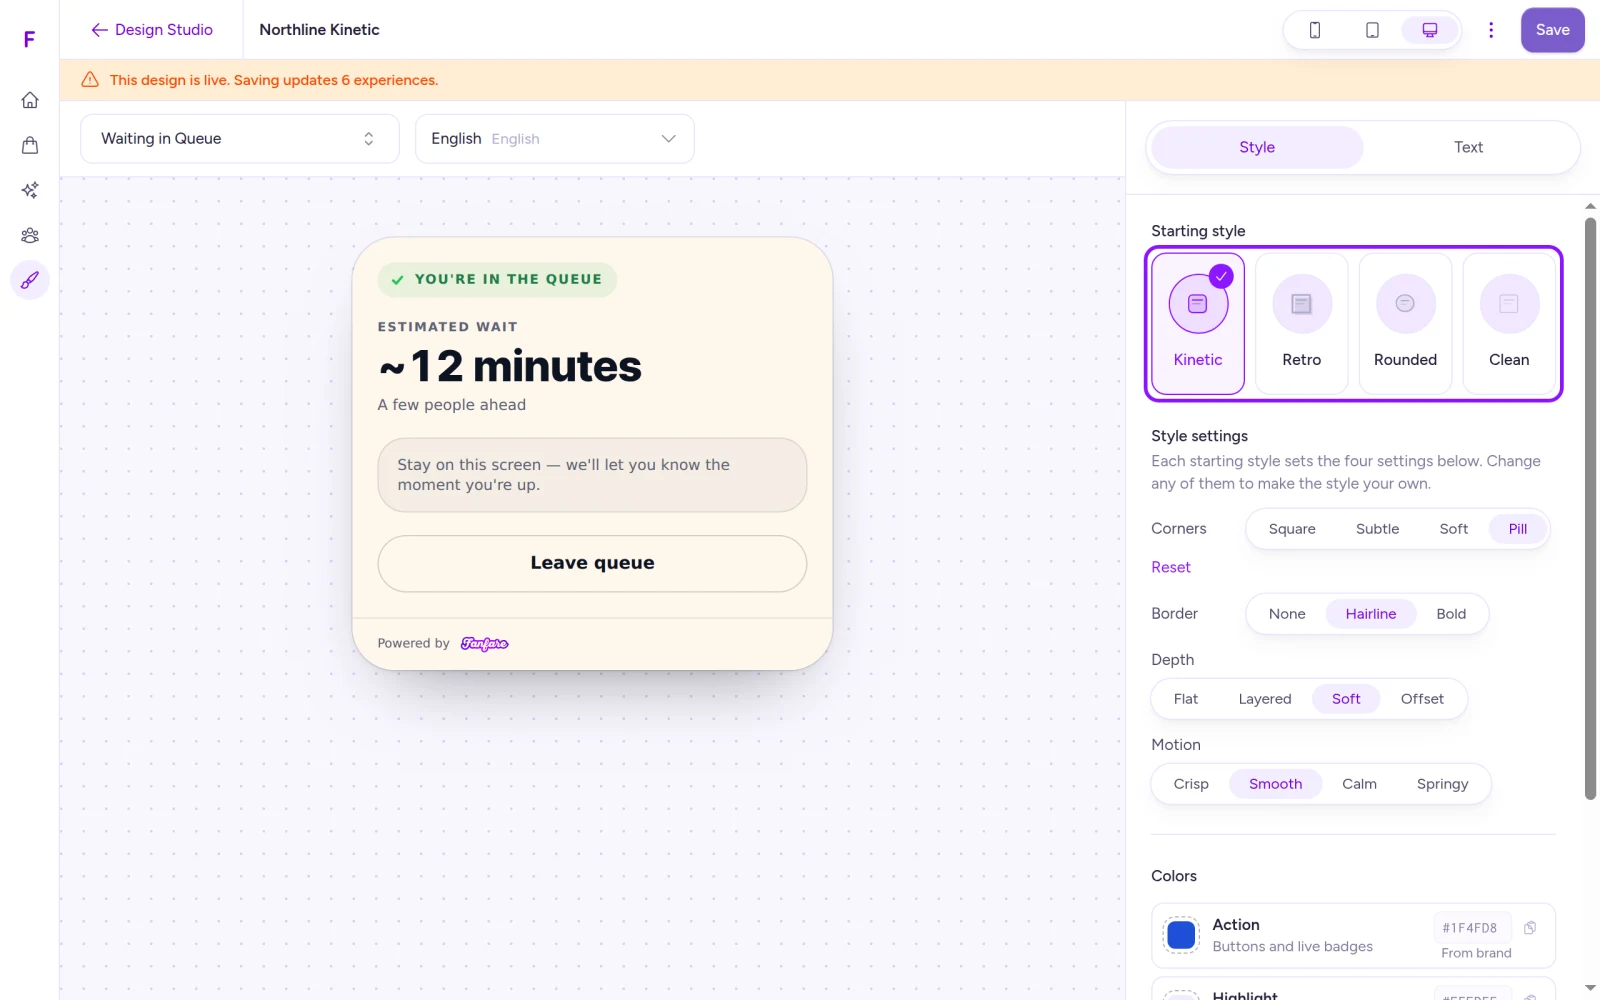 F
Design Studio
Northline Kinetic
Save
This design is live. Saving updates 6 experiences.
Waiting in Queue
English English
Style
Text
YOU'RE IN THE QUEUE
ESTIMATED WAIT
~12 minutes
A few people ahead
Stay on this screen — we'll let you know the
moment you're up.
Leave queue
Powered by Fanfare
Starting style
Kinetic
Retro
Rounded
Clean
Style settings
Each starting style sets the four settings below. Change
any of them to make the style your own.
Corners
Square
Subtle
Soft
Pill
Reset
Border
None
Hairline
Bold
Depth
Flat
Layered
Soft
Offset
Motion
Crisp
Smooth
Calm
Springy
Colors
Action
#1F4FD8
Buttons and live badges
From brand
Highlight